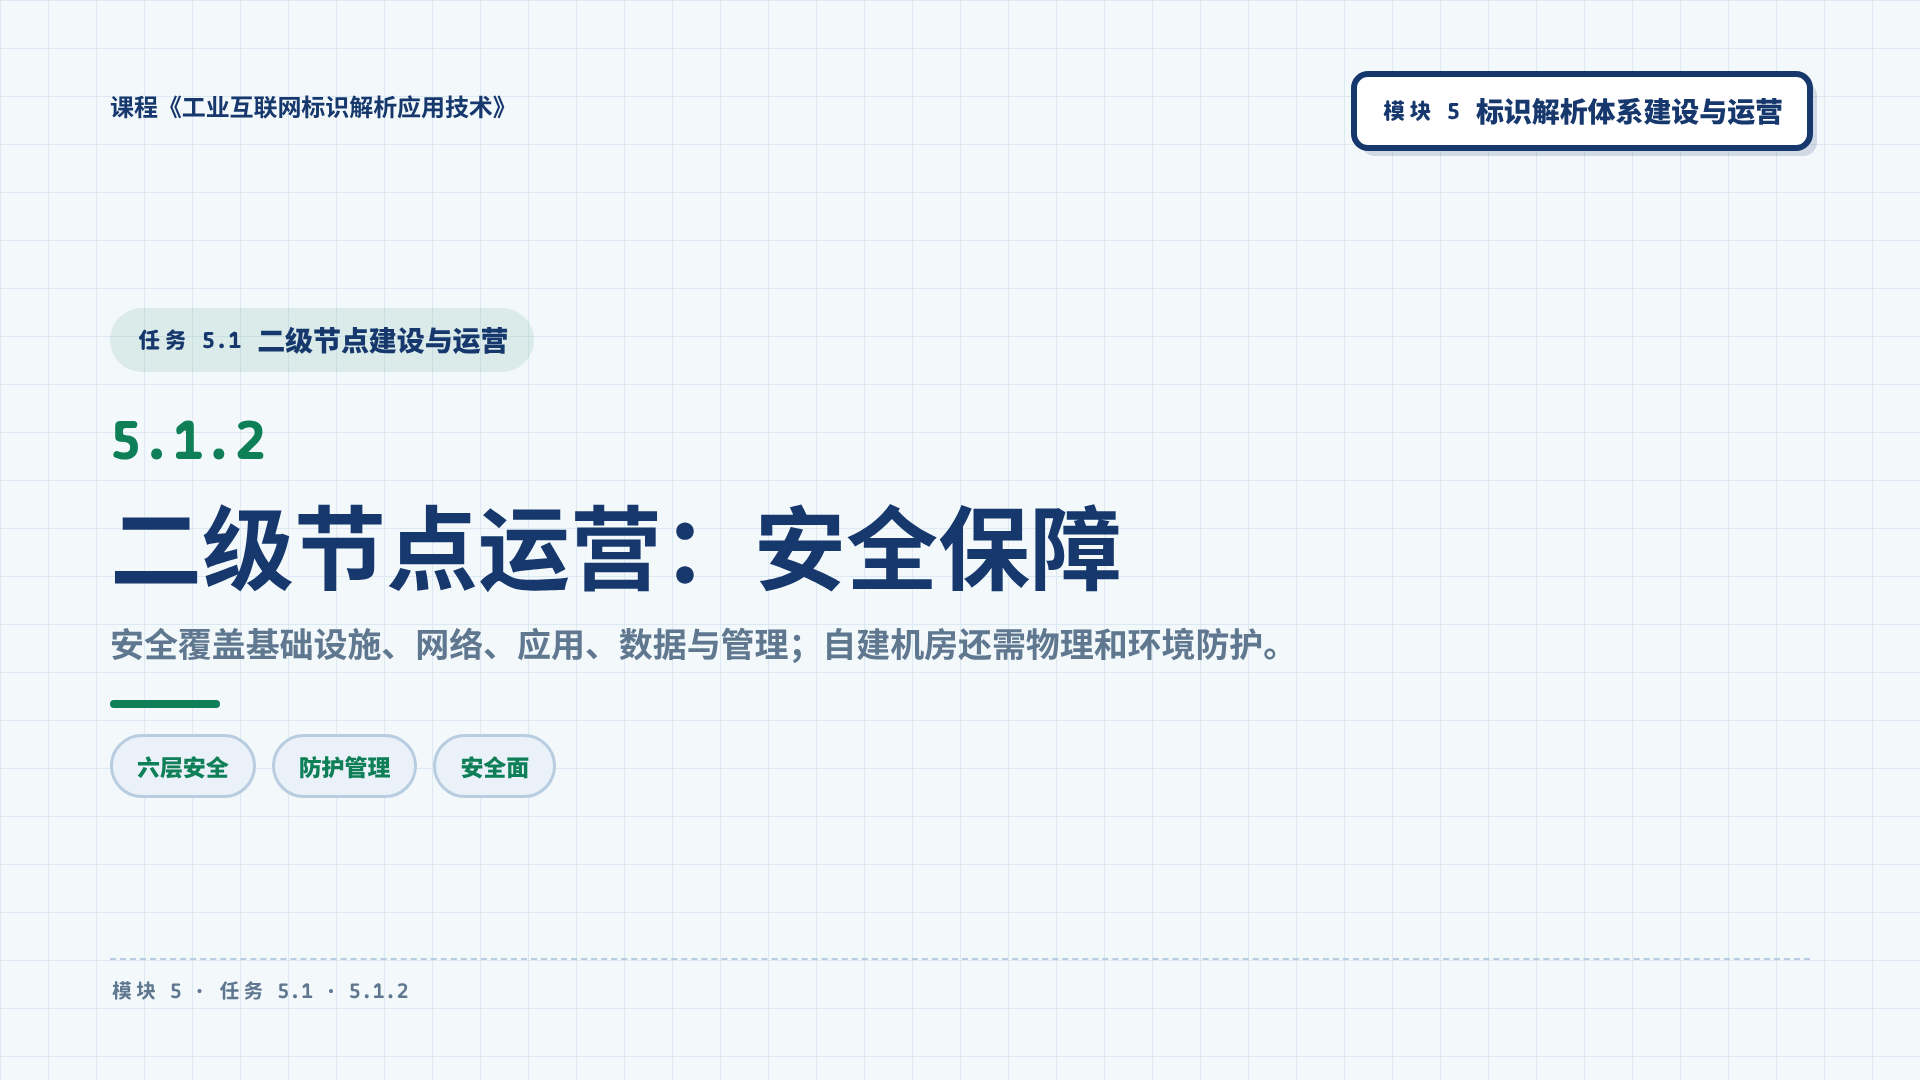 课程《工业互联网标识解析应用技术》
模块 5 标识解析体系建设与运营
任务 5.1 二级节点建设与运营
5.1.2
二级节点运营：安全保障
安全覆盖基础设施、网络、应用、数据与管理；自建机房还需物理和环境防护。
六层安全 防护管理 安全面
模块 5 · 任务 5.1 · 5.1.2